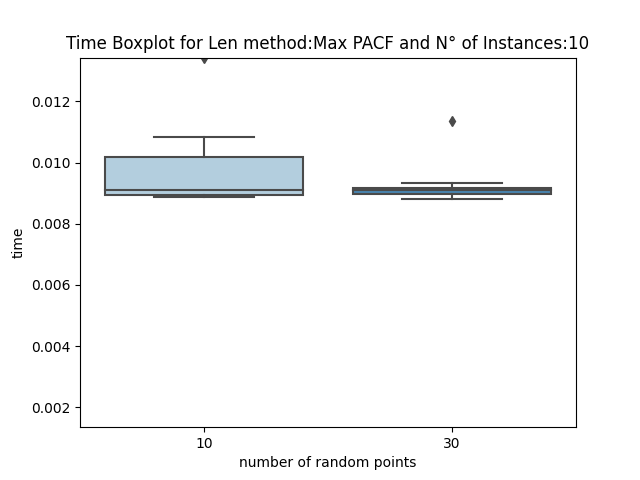 Time Boxplot for Len method:Max PACF and N° of Instances:10
0.012
0.010
0.008
0.006
0.004
0.002
time
10 30
number of random points